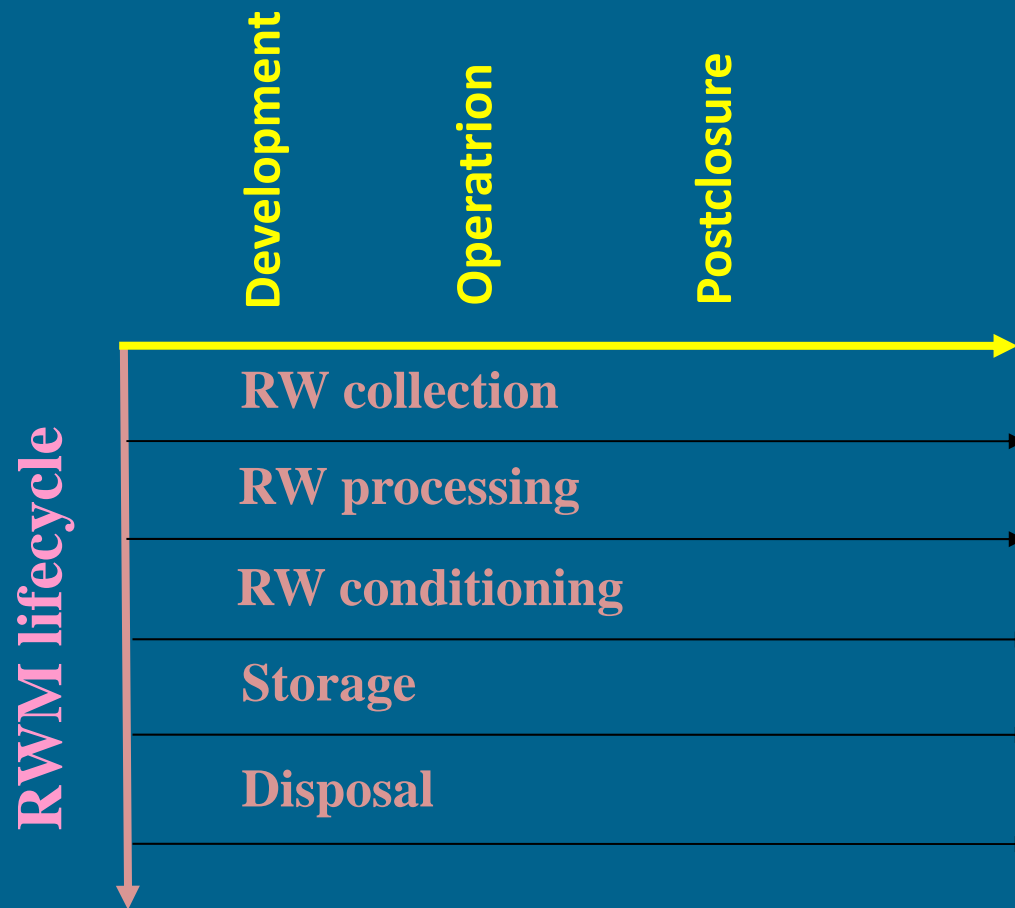 Development
Operatrion
Postclosure
RWM lifecycle
RW collection
RW processing
RW conditioning
Storage
Disposal